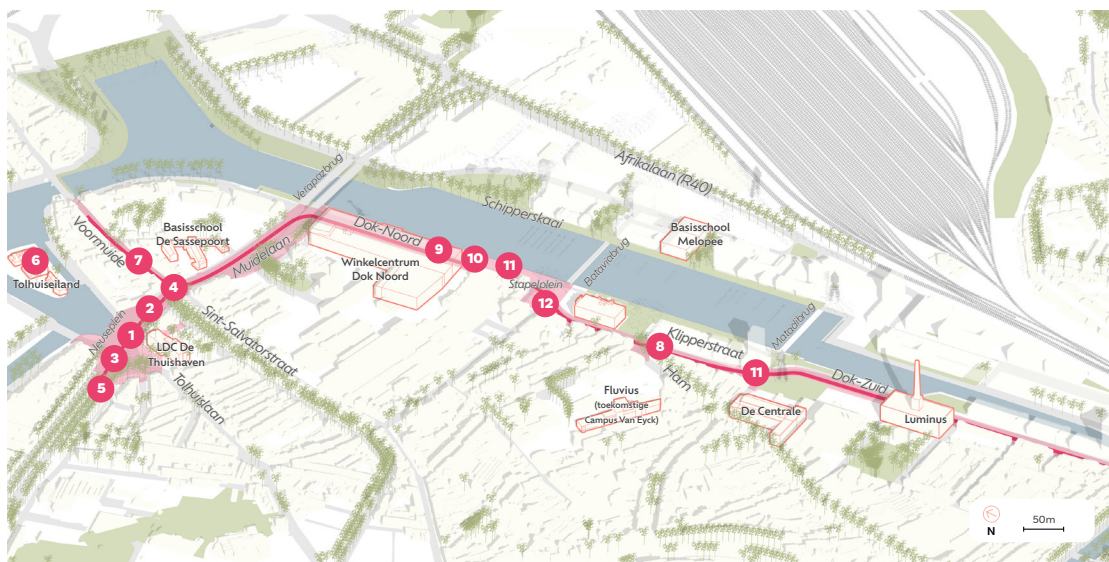 Verapazbrug
Afrikalaan (R40)
Schipperskaai
Voormuide
Basisschool
De Sassepoort
Muidelaan
Dok-Noord
Winkelcentrum
Dok Noord
Basisschool
Melopee
Bataviabrug
Stapelplein
Matadibrug
6
Tolhuiseiland
7
4
2
1
3
5
Neuseplein
LDC De
Thuishaven
Sint-Salvatorstraat
Tolhuislaan
9
10
11
12
8
Klipperstraat
Ham
11
Dok-Zuid
Fluvius
(toekomstige
Campus Van Eyck)
De Centrale
Luminus
N
50m